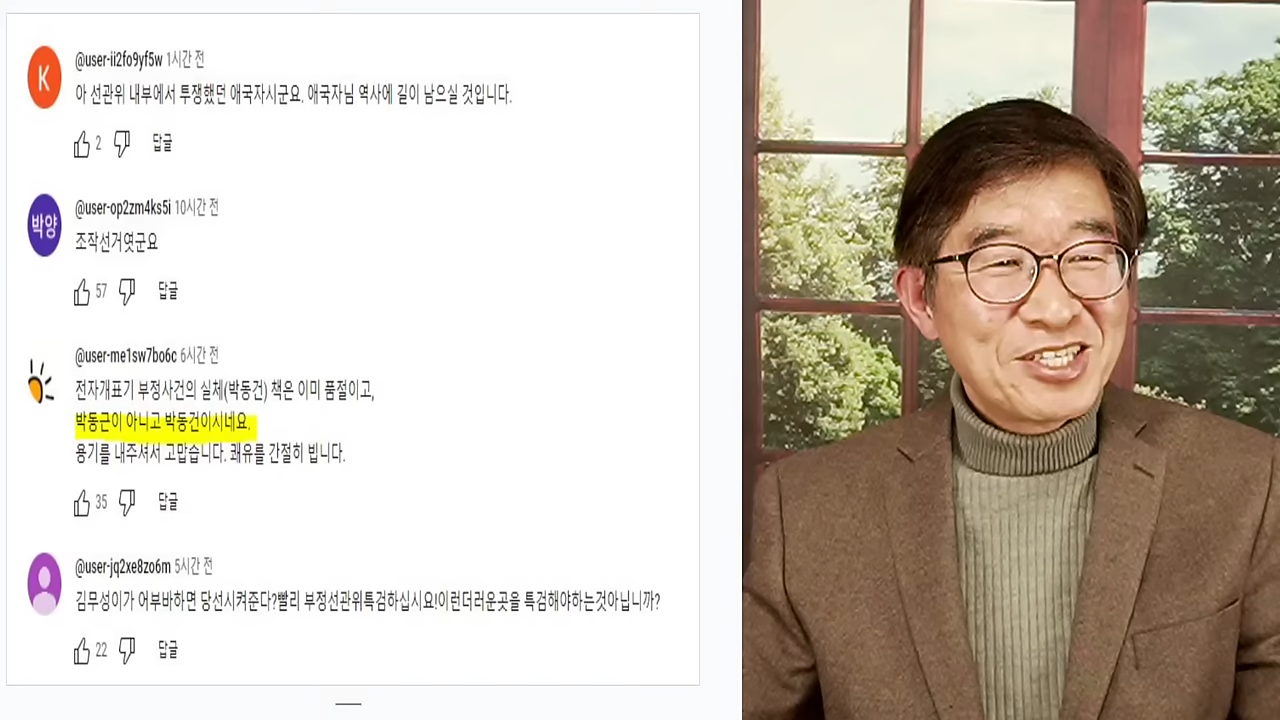 K
@user-ii2fo9yf5w 1시간 전
아 선관위 내부에서 투쟁했던 애국자시군요. 애국자님 역사에 길이 남으실 것입니다.
2 답글
박양
@user-op2zm4ks5i 10시간 전
조작선거엿군요
57 답글
@user-me1sw7bo6c 6시간 전
전자개표기 부정사건의 실체(박동건) 책은 이미 품절이고,
박동근이 아니고 박동건이시네요.
용기를 내주셔서 고맙습니다. 쾌유를 간절히 빕니다.
35 답글
@user-jq2xe8zo6m 5시간 전
김무성이가 어부바하면 당선시켜준다?빨리 부정선관위특검하십시요!이런더러운곳을 특검해야하는것아닙니까?
22 답글